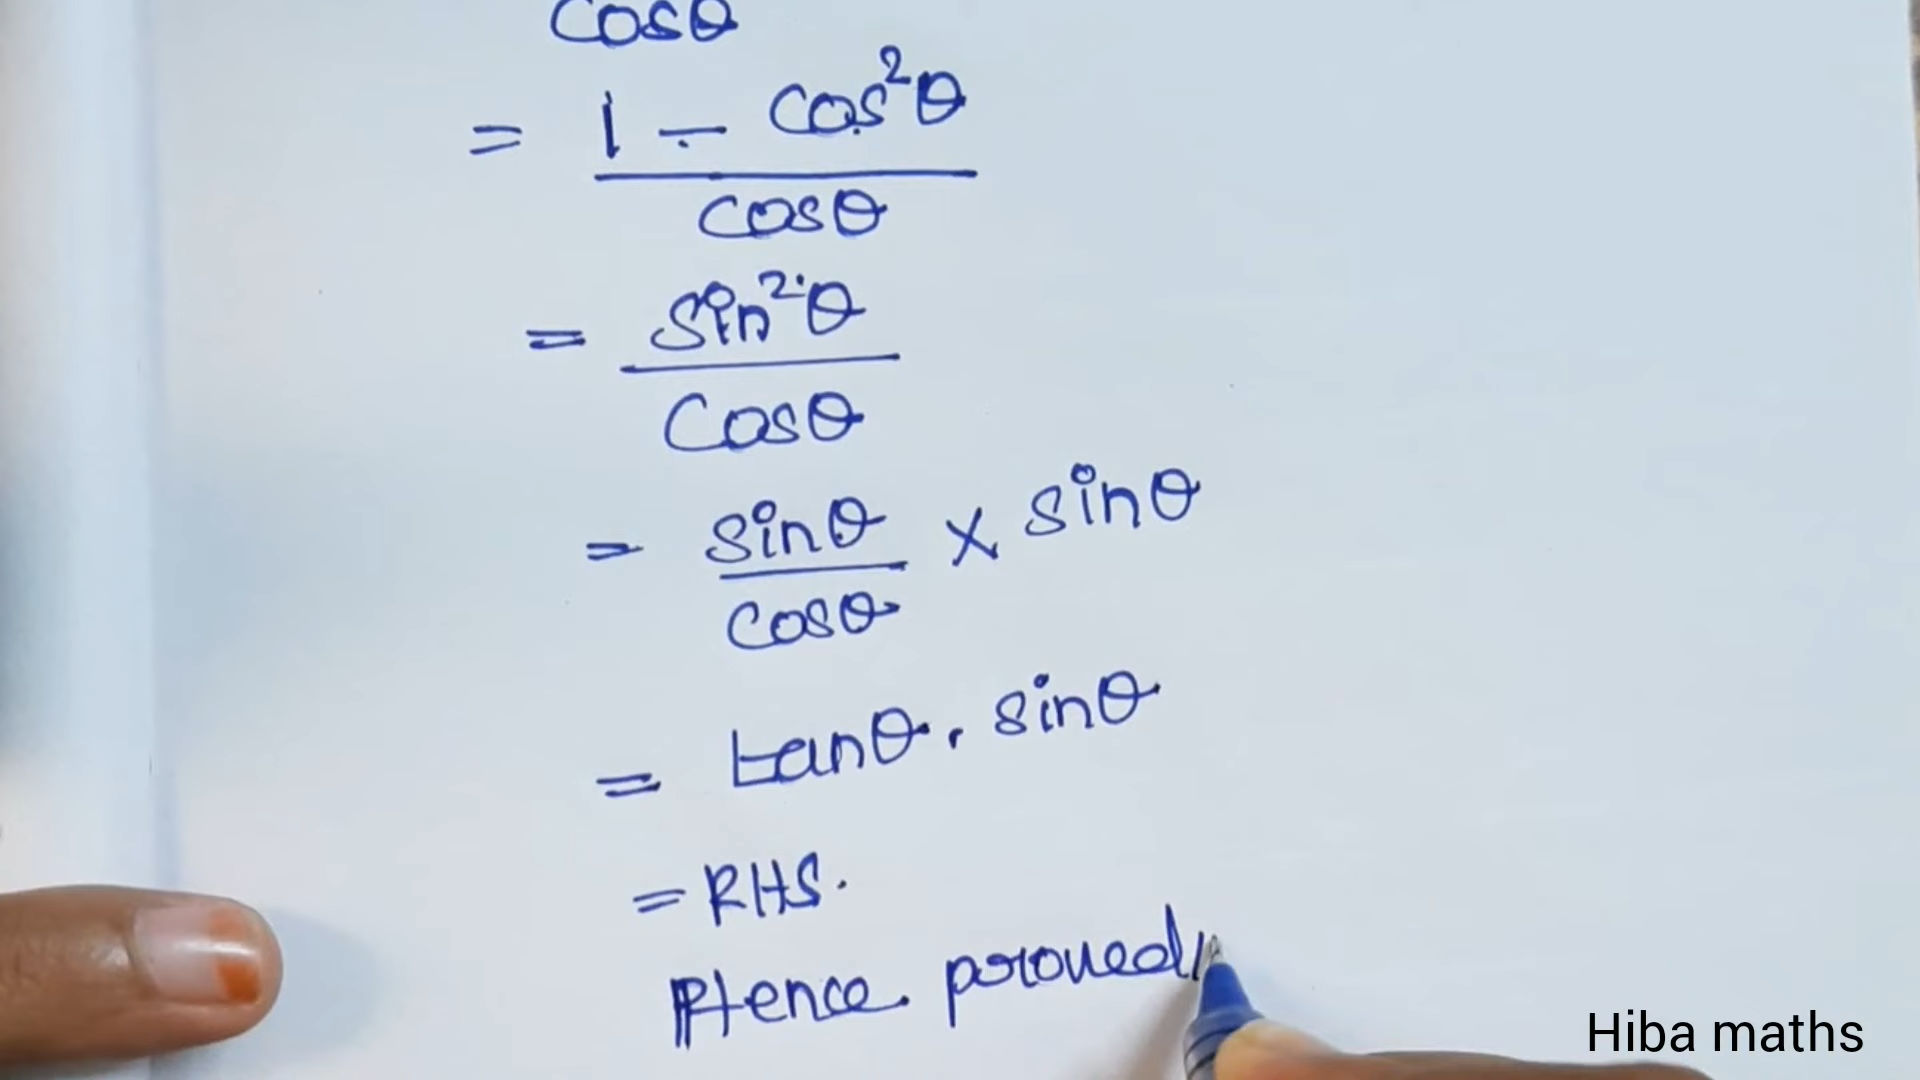 cosθ
= 1 - cos²θ
cosθ
= sin²θ
cosθ
= sinθ × sinθ
cosθ
= tanθ . sinθ
= RHS.
Hence proved
Hiba maths